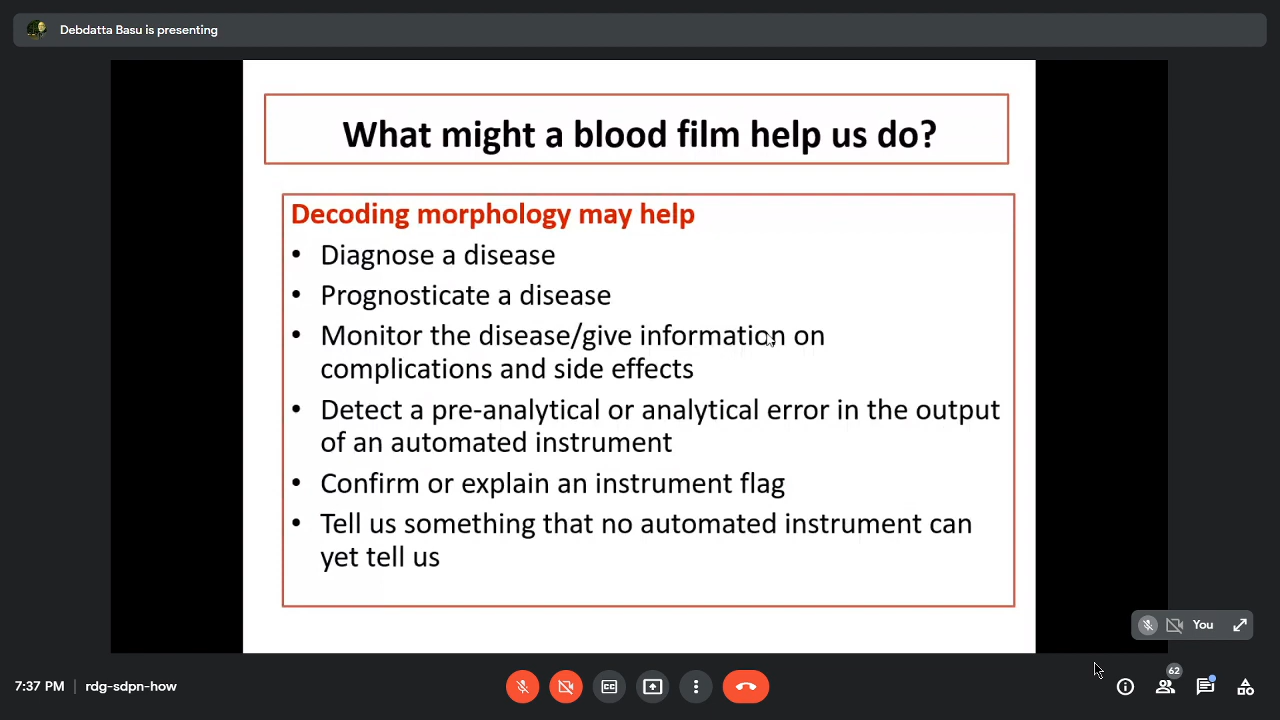 Debdatta Basu is presenting
What might a blood film help us do?
Decoding morphology may help
• Diagnose a disease
• Prognosticate a disease
• Monitor the disease/give information on
complications and side effects
• Detect a pre-analytical or analytical error in the output
of an automated instrument
• Confirm or explain an instrument flag
• Tell us something that no automated instrument can
yet tell us
You
7:37 PM | rdg-sdpn-how
CC
62